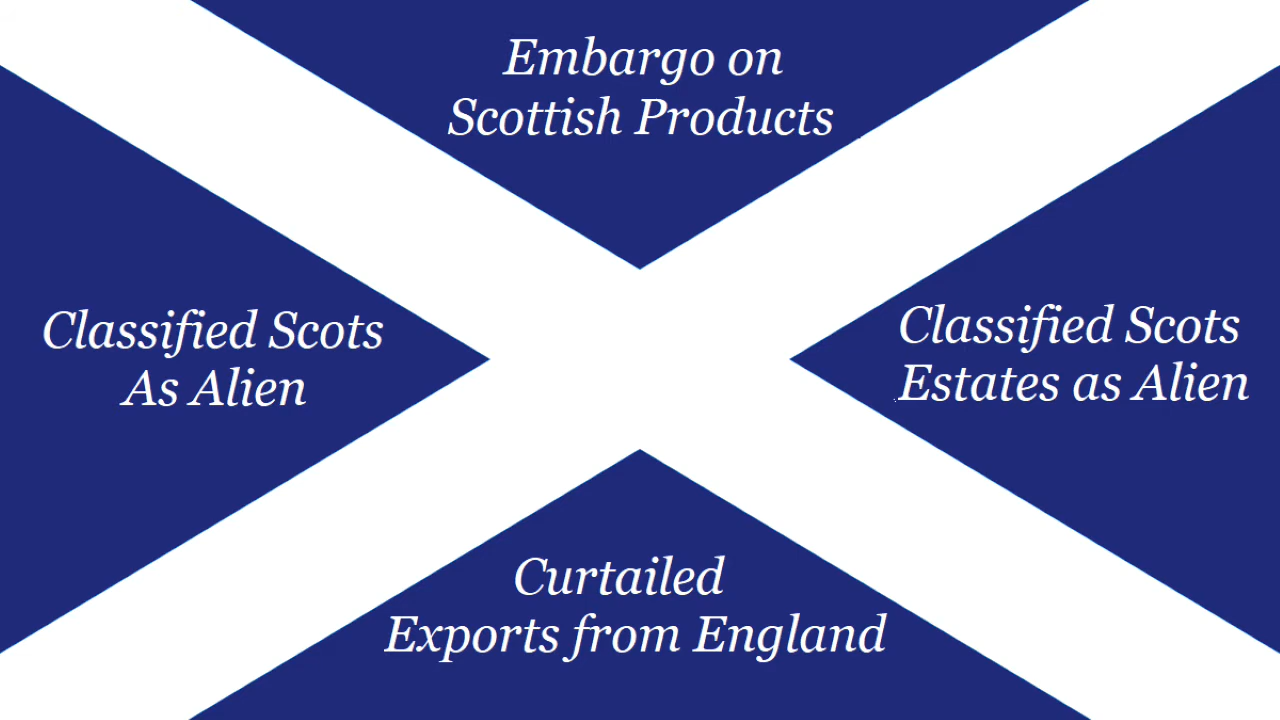 Embargo on
Scottish Products
Classified Scots
As Alien
Classified Scots
Estates as Alien
Curtailed
Exports from England